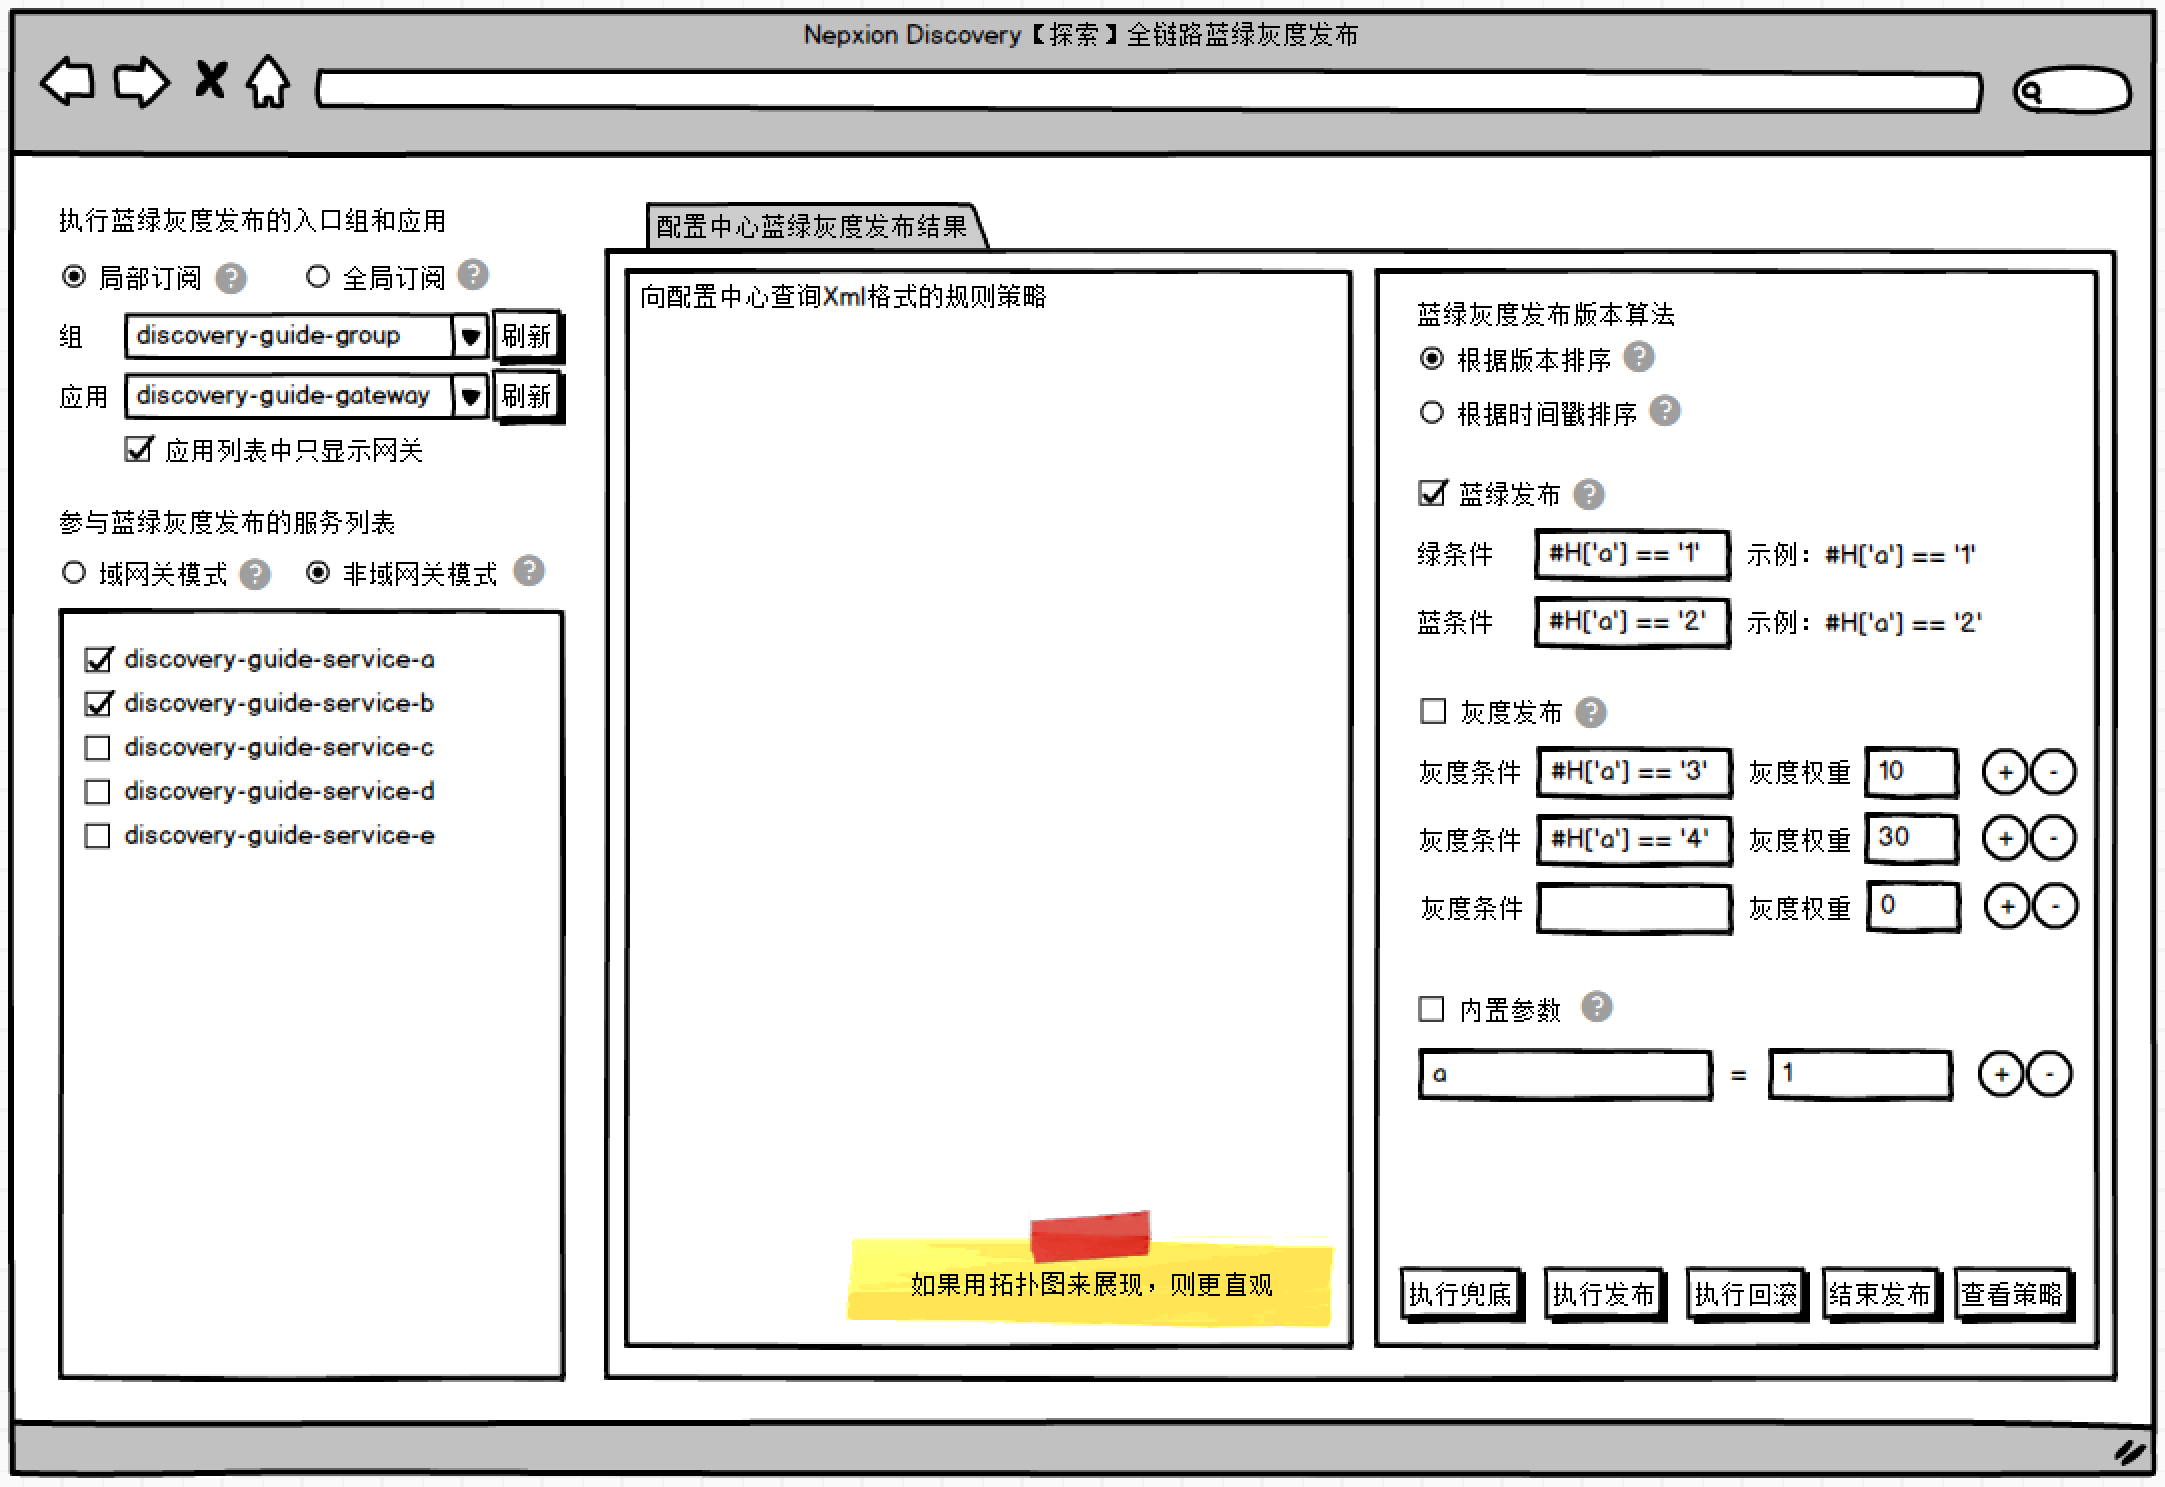 Nepxion Discovery【探索】全链路蓝绿灰度发布
执行蓝绿灰度发布的入口组和应用
局部订阅 ? 全局订阅 ?
组 discovery-guide-group 刷新
应用 discovery-guide-gateway 刷新
应用列表中只显示网关
参与蓝绿灰度发布的服务列表
域网关模式 ? 非域网关模式 ?
discovery-guide-service-a
discovery-guide-service-b
discovery-guide-service-c
discovery-guide-service-d
discovery-guide-service-e
配置中心蓝绿灰度发布结果
向配置中心查询Xml格式的规则策略
如果用拓扑图来展现，则更直观
蓝绿灰度发布版本算法
根据版本排序 ?
根据时间戳排序 ?
蓝绿发布 ?
绿条件 #H['a'] == '1' 示例：#H['a'] == '1'
蓝条件 #H['a'] == '2' 示例：#H['a'] == '2'
灰度发布 ?
灰度条件 #H['a'] == '3' 灰度权重 10 + -
灰度条件 #H['a'] == '4' 灰度权重 30 + -
灰度条件 灰度权重 0 + -
内置参数 ?
a = 1 + -
执行兜底 执行发布 执行回滚 结束发布 查看策略